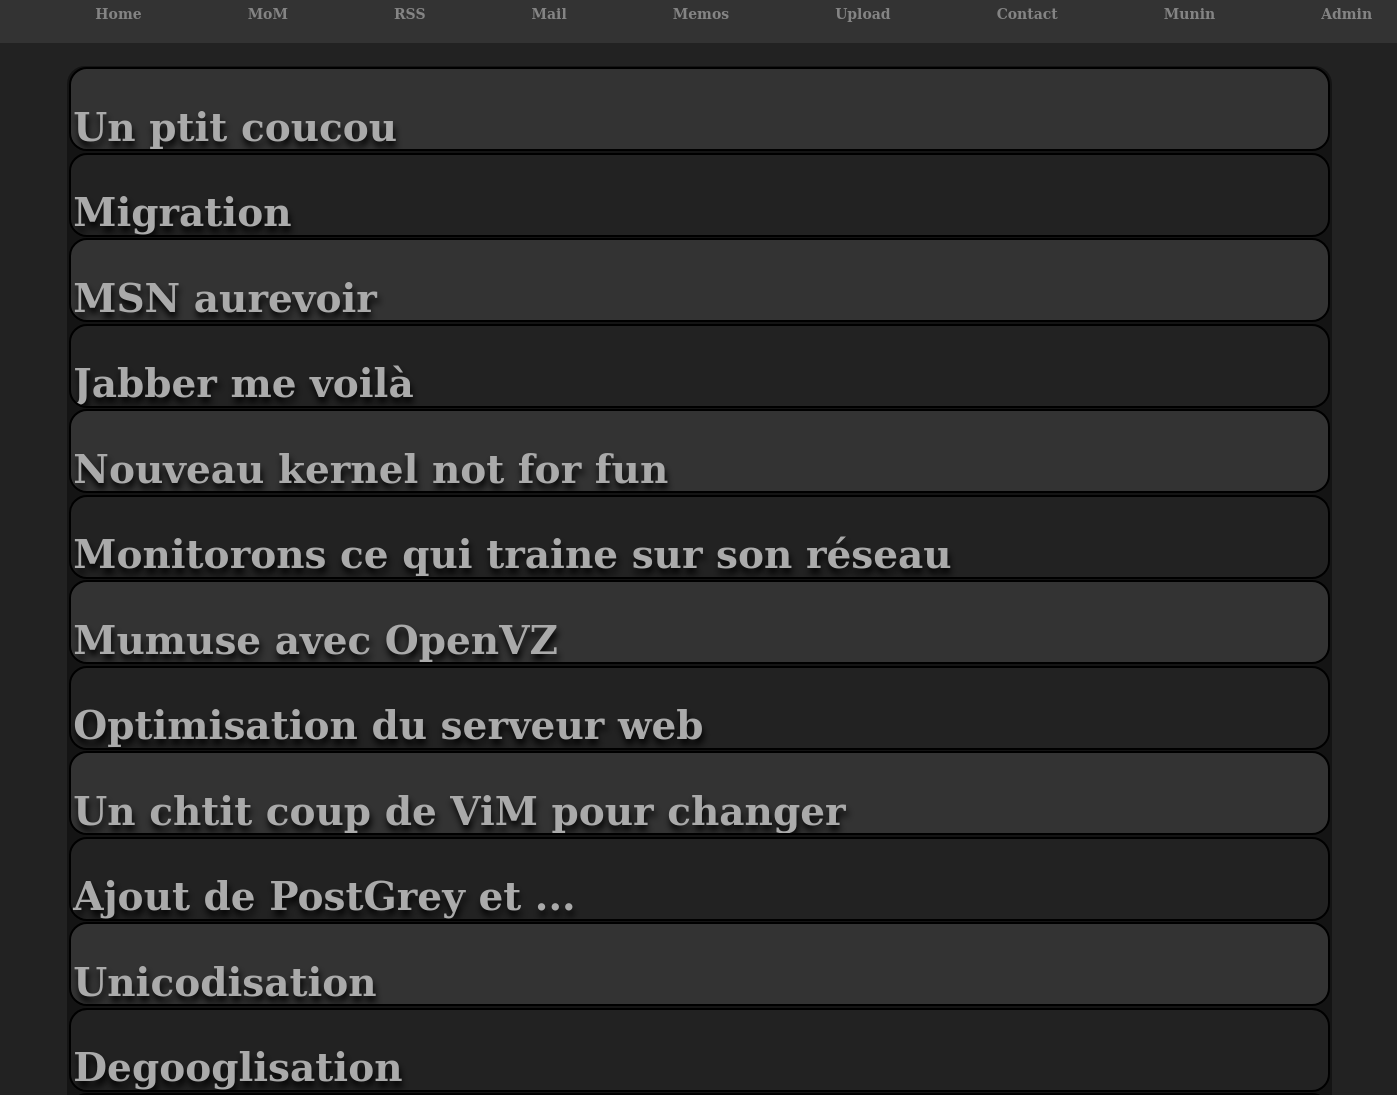 Home MoM RSS Mail Memos Upload Contact Munin Admin
Un ptit coucou
Migration
MSN aurevoir
Jabber me voilà
Nouveau kernel not for fun
Monitorons ce qui traine sur son réseau
Mumuse avec OpenVZ
Optimisation du serveur web
Un chtit coup de ViM pour changer
Ajout de PostGrey et ...
Unicodisation
Degooglisation